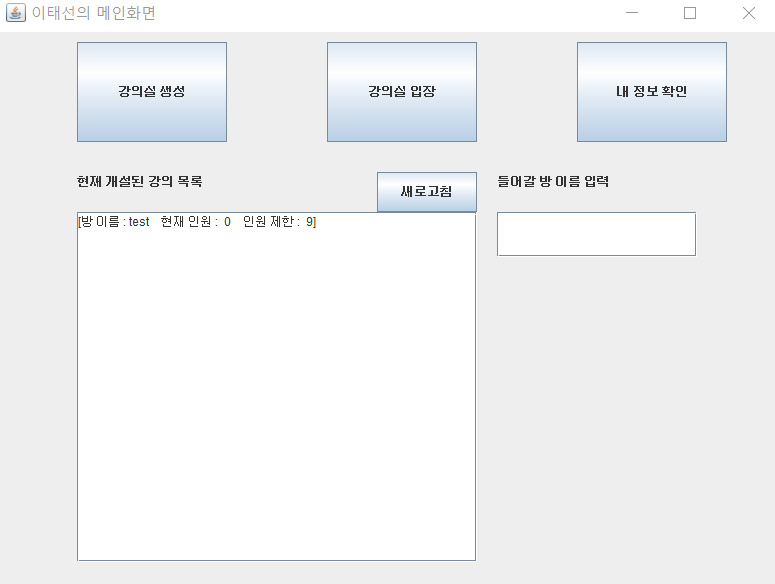 이태선의 메인화면
강의실 생성
강의실 입장
내 정보 확인
현재 개설된 강의 목록
새로고침
들어갈 방 이름 입력
[방 이름 : test 현재 인원 : 0 인원 제한 : 9]